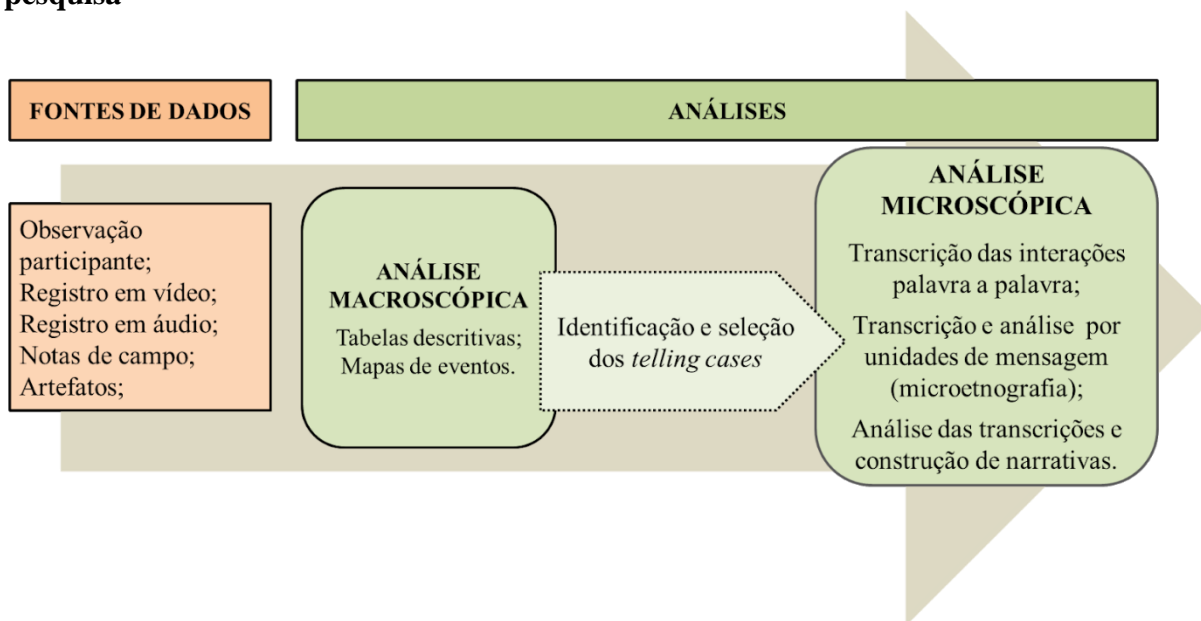 pesquisa
FONTES DE DADOS
ANÁLISES
Observação
participante;
Registro em vídeo;
Registro em áudio;
Notas de campo;
Artefatos;
ANÁLISE
MACROSCÓPICA
Tabelas descritivas;
Mapas de eventos.
Identificação e seleção
dos telling cases
ANÁLISE
MICROSCÓPICA
Transcrição das interações
palavra a palavra;
Transcrição e análise por
unidades de mensagem
(microetnografia);
Análise das transcrições e
construção de narrativas.